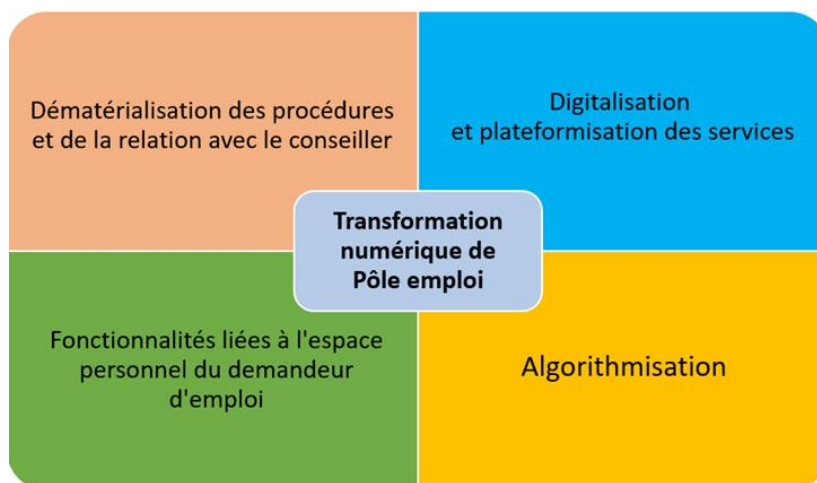 Dématérialisation des procédures
et de la relation avec le conseiller
Digitalisation
et plateformisation des services
Transformation
numérique de
Pôle emploi
Fonctionnalités liées à l'espace
personnel du demandeur
d'emploi
Algorithmisation